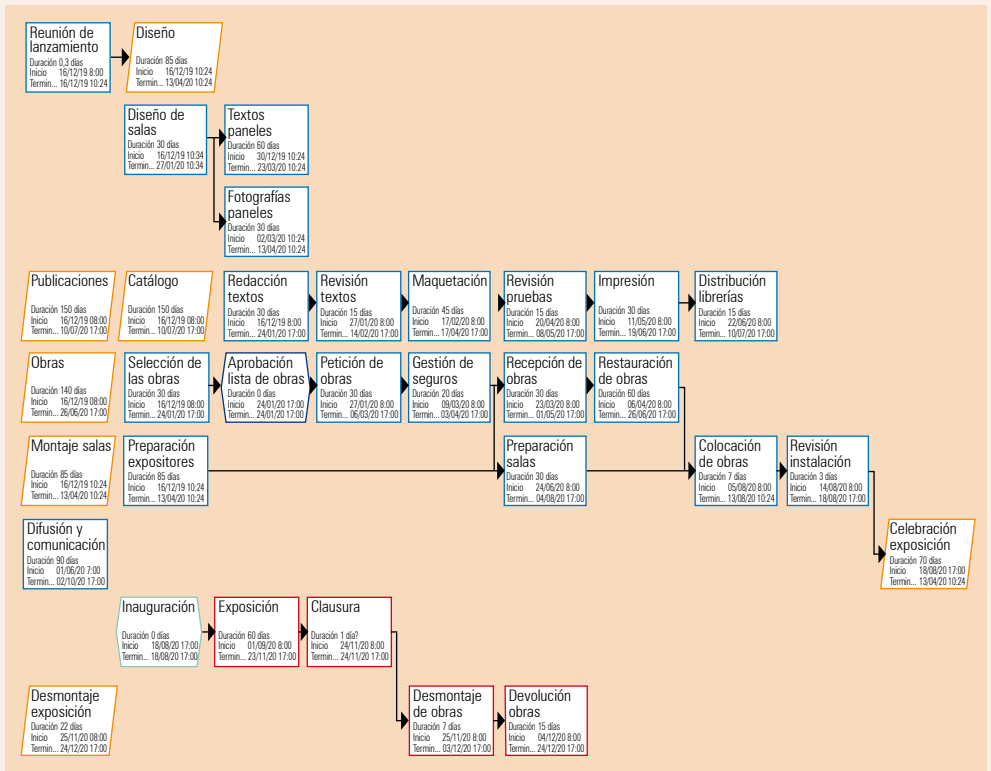 Reunión de
lanzamiento
Duración 0,3 días
Inicio 16/12/19 8:00
Termin... 16/12/19 10:24
Diseño
Duración 85 días
Inicio 16/12/19 10:24
Termin... 13/04/20 10:24
Diseño de
salas
Duración 30 días
Inicio 16/12/19 10:34
Termin... 27/01/20 10:34
Textos
paneles
Duración 60 días
Inicio 30/12/19 10:24
Termin... 23/03/20 10:24
Fotografías
paneles
Duración 30 días
Inicio 02/03/20 10:24
Termin... 13/04/20 10:24
Publicaciones
Duración 150 días
Inicio 16/12/19 08:00
Termin... 10/07/20 17:00
Catálogo
Duración 150 días
Inicio 16/12/19 08:00
Termin... 10/07/20 17:00
Redacción
textos
Duración 30 días
Inicio 16/12/19 8:00
Termin... 24/01/20 17:00
Revisión
textos
Duración 15 días
Inicio 27/01/20 8:00
Termin... 14/02/20 17:00
Maquetación
Duración 45 días
Inicio 17/02/20 8:00
Termin... 17/04/20 17:00
Revisión
pruebas
Duración 15 días
Inicio 20/04/20 8:00
Termin... 08/05/20 17:00
Impresión
Duración 30 días
Inicio 11/05/20 8:00
Termin... 19/06/20 17:00
Distribución
librerías
Duración 15 días
Inicio 22/06/20 8:00
Termin... 10/07/20 17:00
Obras
Duración 140 días
Inicio 16/12/19 08:00
Termin... 26/06/20 17:00
Selección de
las obras
Duración 30 días
Inicio 16/12/19 08:00
Termin... 24/01/20 17:00
Aprobación
lista de obras
Duración 0 días
Inicio 24/01/20 17:00
Termin... 24/01/20 17:00
Petición de
obras
Duración 30 días
Inicio 27/01/20 8:00
Termin... 06/03/20 17:00
Gestión de
seguros
Duración 20 días
Inicio 09/03/20 8:00
Termin... 03/04/20 17:00
Recepción de
obras
Duración 30 días
Inicio 23/03/20 8:00
Termin... 01/05/20 17:00
Restauración
de obras
Duración 60 días
Inicio 06/04/20 8:00
Termin... 26/06/20 17:00
Montaje salas
Duración 85 días
Inicio 16/12/19 10:24
Termin... 13/04/20 10:24
Preparación
expositores
Duración 85 días
Inicio 16/12/19 10:24
Termin... 13/04/20 10:24
Preparación
salas
Duración 30 días
Inicio 24/06/20 8:00
Termin... 04/08/20 17:00
Colocación
de obras
Duración 7 días
Inicio 05/08/20 8:00
Termin... 13/08/20 10:24
Revisión
instalación
Duración 3 días
Inicio 14/08/20 8:00
Termin... 18/08/20 17:00
Difusión y
comunicación
Duración 90 días
Inicio 01/06/20 7:00
Termin... 02/10/20 17:00
Celebración
exposición
Duración 70 días
Inicio 18/08/20 17:00
Termin... 13/04/20 10:24
Inauguración
Duración 0 días
Inicio 18/08/20 17:00
Termin... 18/08/20 17:00
Exposición
Duración 60 días
Inicio 01/09/20 8:00
Termin... 23/11/20 17:00
Clausura
Duración 1 día?
Inicio 24/11/20 8:00
Termin... 24/11/20 17:00
Desmontaje
exposición
Duración 22 días
Inicio 25/11/20 08:00
Termin... 24/12/20 17:00
Desmontaje
de obras
Duración 7 días
Inicio 25/11/20 8:00
Termin... 03/12/20 17:00
Devolución
obras
Duración 15 días
Inicio 04/12/20 8:00
Termin... 24/12/20 17:00